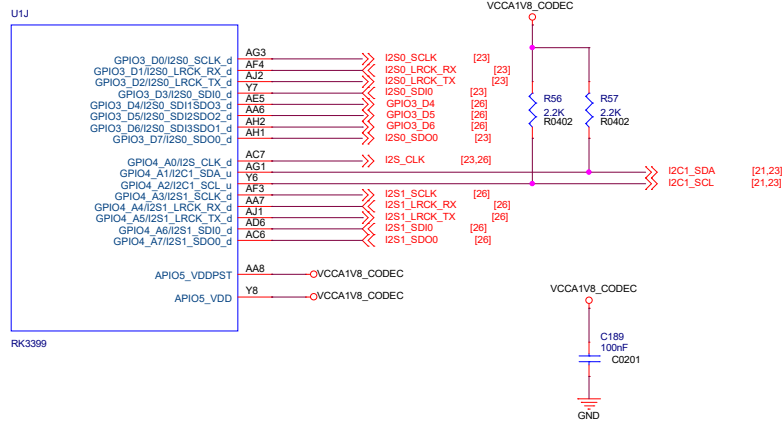 U1J
VCCA1V8_CODEC
GPIO3_D0/I2S0_SCLK_d AG3 I2S0_SCLK [23]
GPIO3_D1/I2S0_LRCK_RX_d AF4 I2S0_LRCK_RX [23]
GPIO3_D2/I2S0_LRCK_TX_d AJ2 I2S0_LRCK_TX [23]
GPIO3_D3/I2S0_SDI0_d Y7 I2S0_SDI0 [23]
GPIO3_D4/I2S0_SDI1SDO3_d AE5 GPIO3_D4 [26]
GPIO3_D5/I2S0_SDI2SDO2_d AA6 GPIO3_D5 [26]
GPIO3_D6/I2S0_SDI3SDO1_d AH2 GPIO3_D6 [26]
GPIO3_D7/I2S0_SDO0_d AH1 I2S0_SDO0 [23]
R56 R57
2.2K 2.2K
R0402 R0402
GPIO4_A0/I2S_CLK_d AC7 I2S_CLK [23,26]
GPIO4_A1/I2C1_SDA_u AG1 I2C1_SDA [21,23]
GPIO4_A2/I2C1_SCL_u Y6 I2C1_SCL [21,23]
GPIO4_A3/I2S1_SCLK_d AF3 I2S1_SCLK [26]
GPIO4_A4/I2S1_LRCK_RX_d AA7 I2S1_LRCK_RX [26]
GPIO4_A5/I2S1_LRCK_TX_d AJ1 I2S1_LRCK_TX [26]
GPIO4_A6/I2S1_SDI0_d AD6 I2S1_SDI0 [26]
GPIO4_A7/I2S1_SDO0_d AC6 I2S1_SDO0 [26]
APIO5_VDDPST AA8 VCCA1V8_CODEC
APIO5_VDD Y8 VCCA1V8_CODEC
RK3399
VCCA1V8_CODEC
C189
100nF
C0201
GND